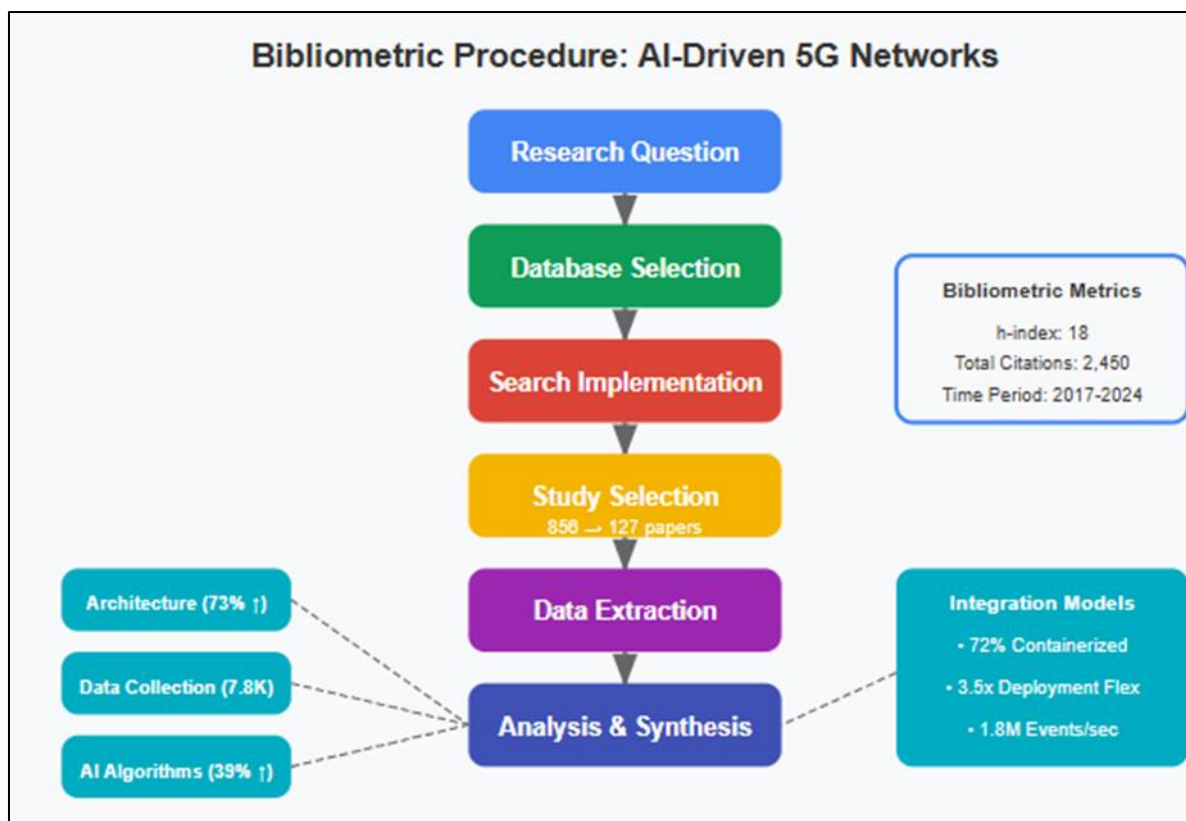 Bibliometric Procedure: AI-Driven 5G Networks
Research Question
Database Selection
Search Implementation
Study Selection
856 → 127 papers
Data Extraction
Analysis & Synthesis
Bibliometric Metrics
h-index: 18
Total Citations: 2,450
Time Period: 2017-2024
Architecture (73% ↑)
Data Collection (7.8K)
AI Algorithms (39% ↑)
Integration Models
• 72% Containerized
• 3.5x Deployment Flex
• 1.8M Events/sec